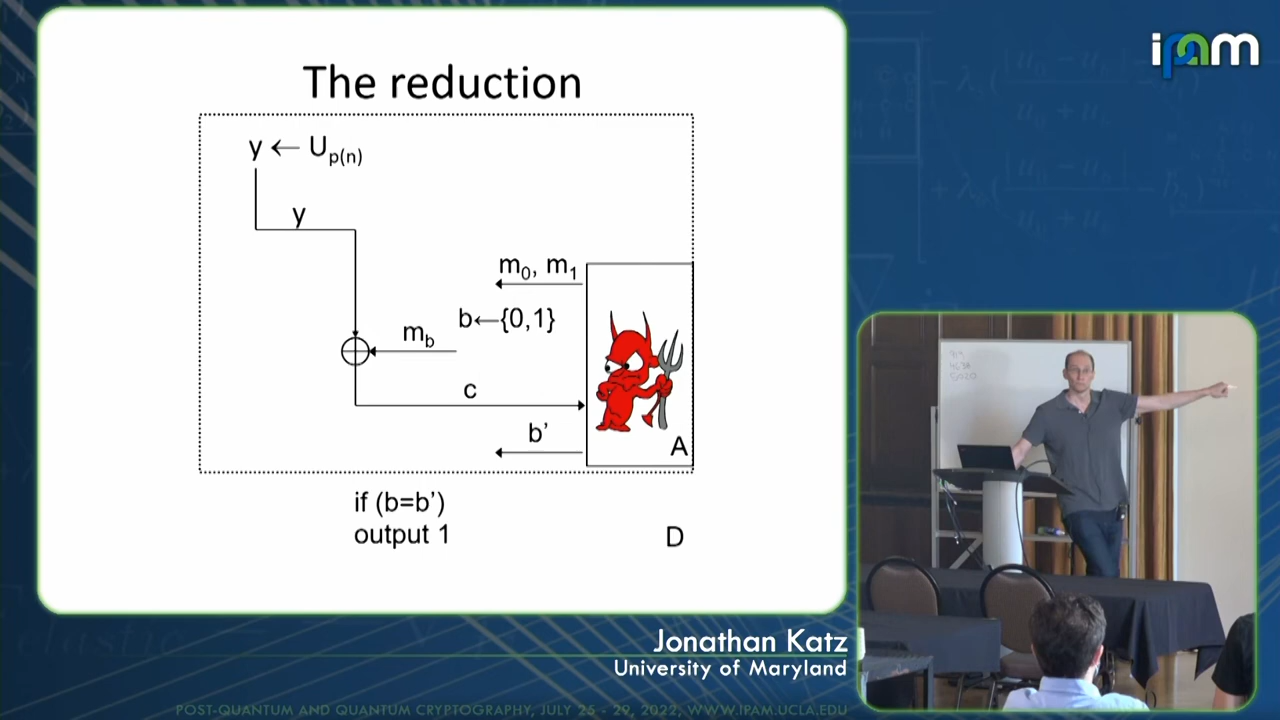 ipam
The reduction
y ← U_p(n)
y
m₀, m₁
b←{0,1}
m_b
c
b’
A
if (b=b’)
output 1
D
Jonathan Katz
University of Maryland
POST-QUANTUM AND QUANTUM CRYPTOGRAPHY, JULY 25 - 29, 2022, WWW.IPAM.UCLA.EDU